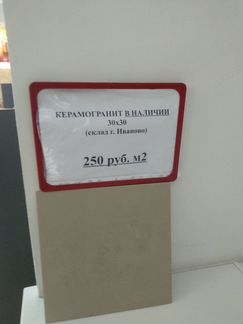 КЕРАМОГРАНИТ В НАЛИЧИИ
30х30
(склад г. Иваново)
250 руб. м2